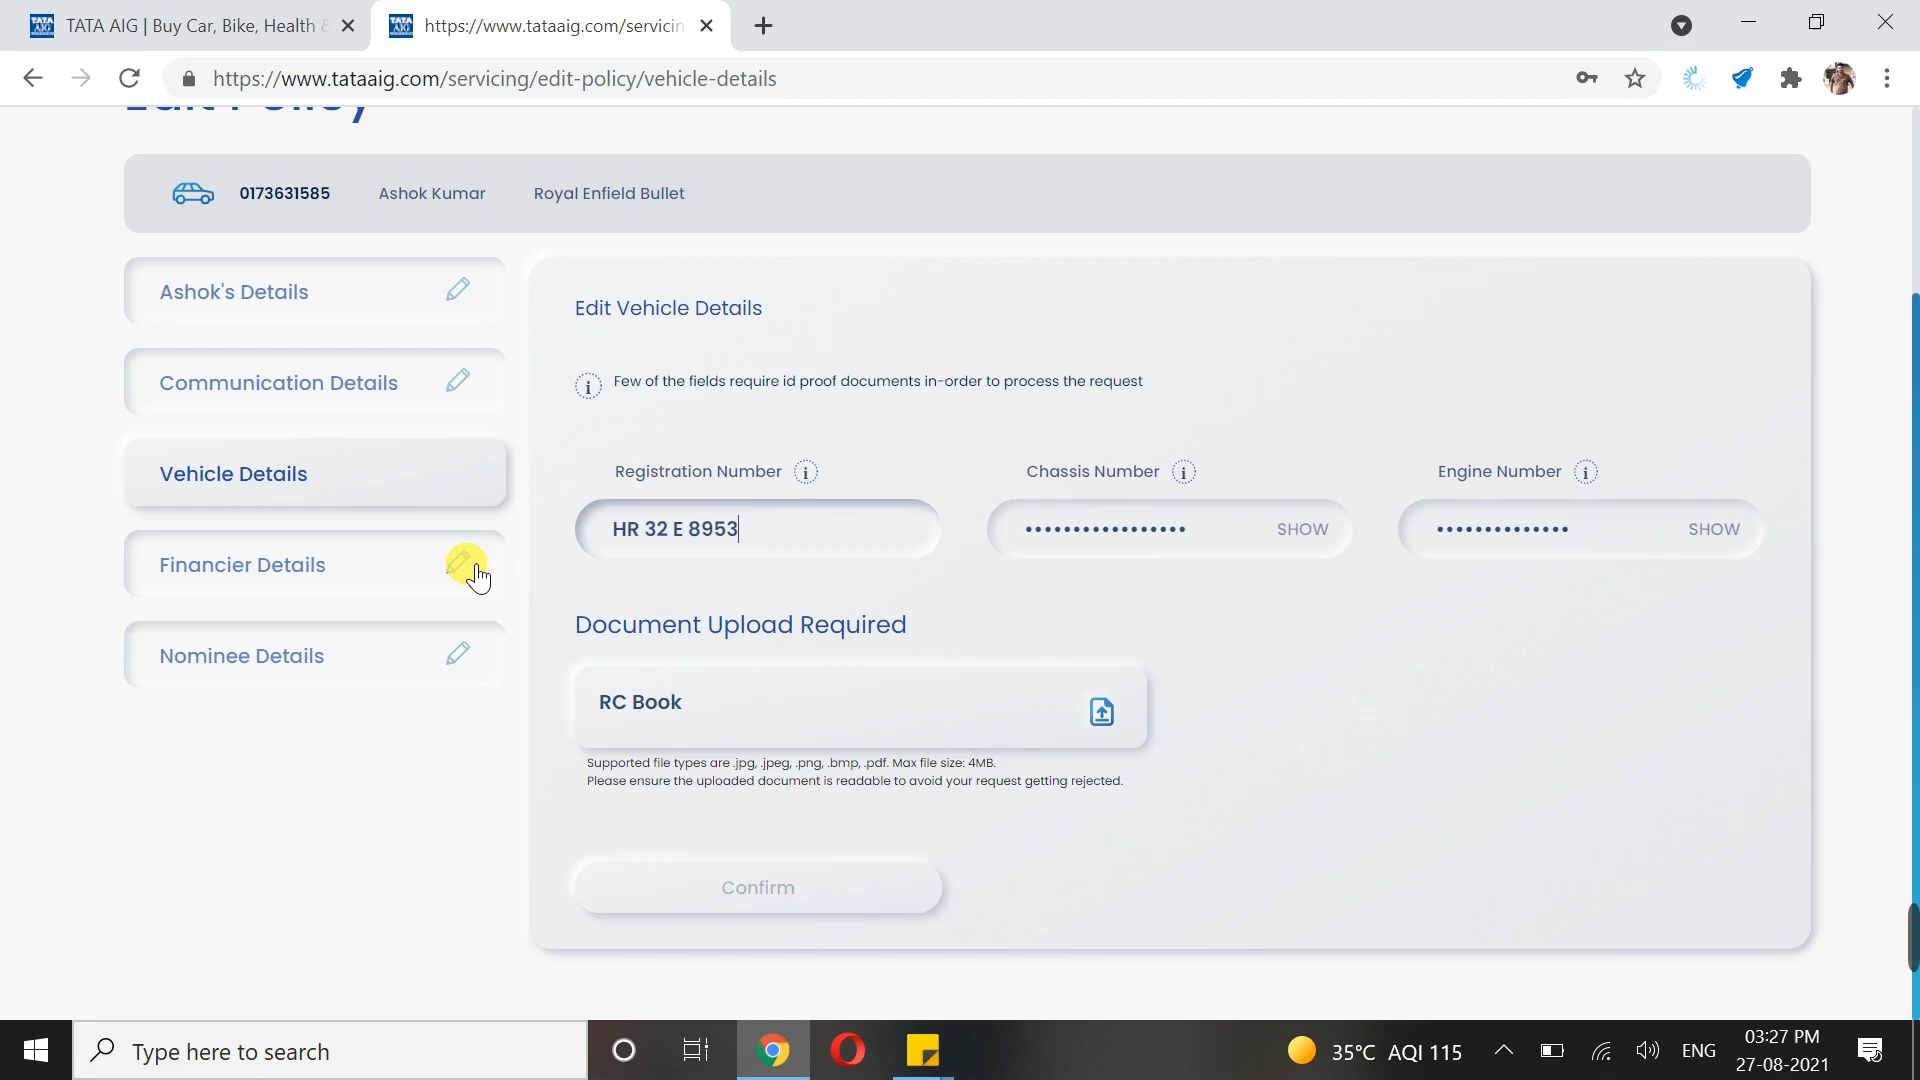 TATA AIG | Buy Car, Bike, Health &
https://www.tataaig.com/servicin
https://www.tataaig.com/servicing/edit-policy/vehicle-details
Edit Policy
0173631585 Ashok Kumar Royal Enfield Bullet
Ashok's Details
Communication Details
Vehicle Details
Financier Details
Nominee Details
Edit Vehicle Details
Few of the fields require id proof documents in-order to process the request
Registration Number Chassis Number Engine Number
HR 32 E 8953 •••••••••••••••• SHOW •••••••••••••• SHOW
Document Upload Required
RC Book
Supported file types are .jpg, .jpeg, .png, .bmp, .pdf. Max file size: 4MB.
Please ensure the uploaded document is readable to avoid your request getting rejected.
Confirm
Type here to search
35°C AQI 115 ENG 03:27 PM
27-08-2021